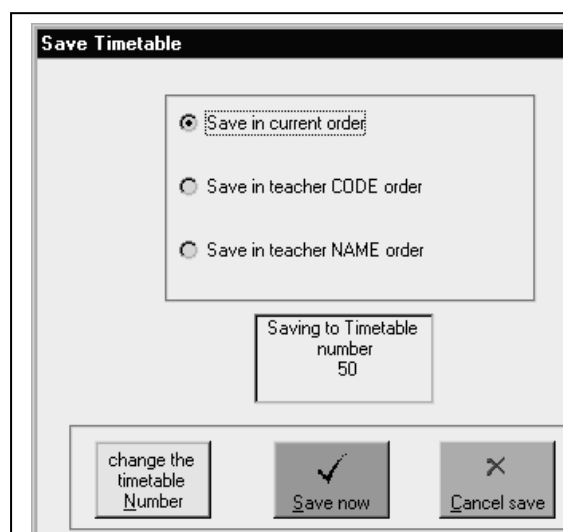 Save Timetable
Save in current order
Save in teacher CODE order
Save in teacher NAME order
Saving to Timetable
number
50
change the
timetable
Number
Save now
Cancel save